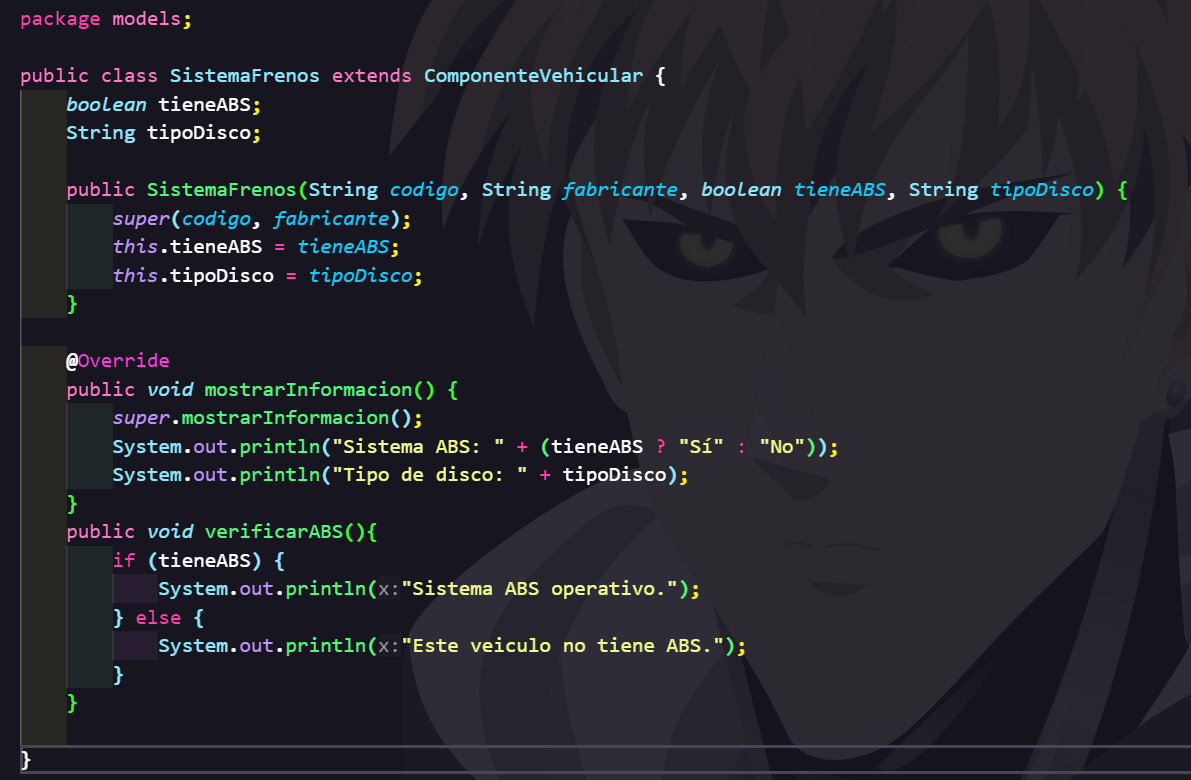 package models;
public class SistemaFrenos extends ComponenteVehicular {
boolean tieneABS;
String tipoDisco;
public SistemaFrenos(String codigo, String fabricante, boolean tieneABS, String tipoDisco) {
super(codigo, fabricante);
this.tieneABS = tieneABS;
this.tipoDisco = tipoDisco;
}
@Override
public void mostrarInformacion() {
super.mostrarInformacion();
System.out.println("Sistema ABS: " + (tieneABS ? "Sí" : "No"));
System.out.println("Tipo de disco: " + tipoDisco);
}
public void verificarABS(){
if (tieneABS) {
System.out.println(x:"Sistema ABS operativo.");
} else {
System.out.println(x:"Este veiculo no tiene ABS.");
}
}
}